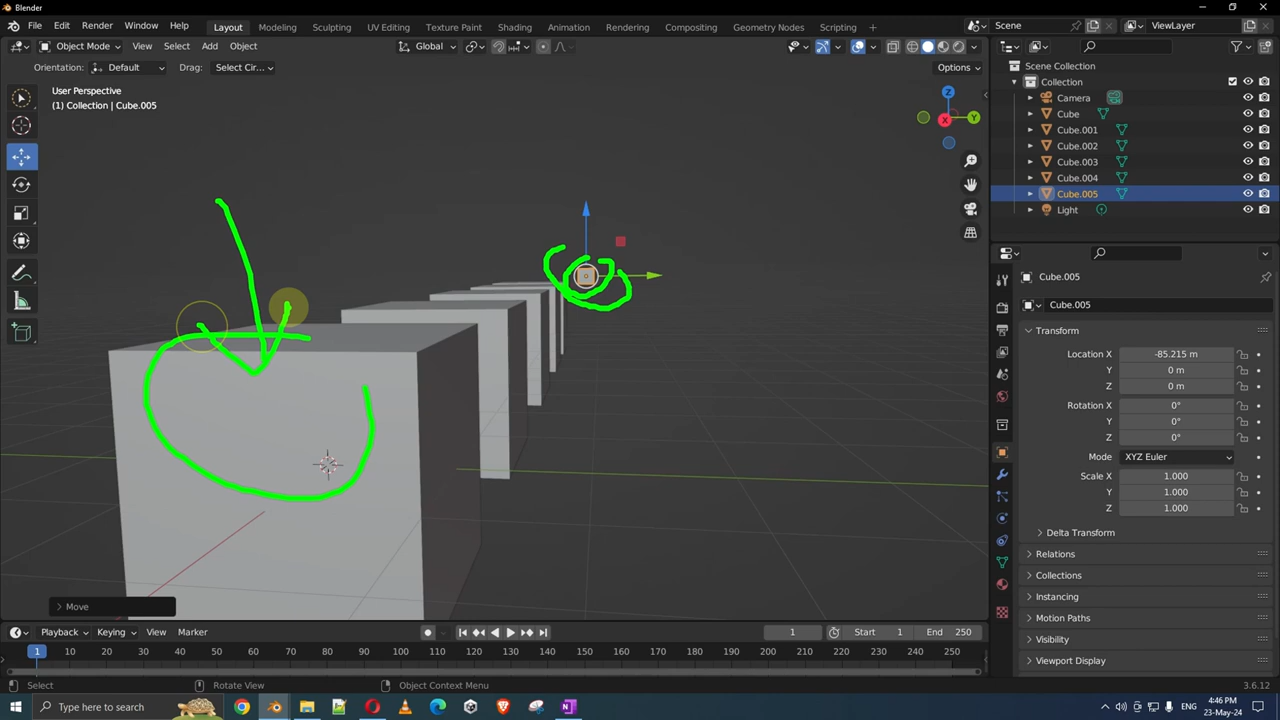 Blender
File Edit Render Window Help Layout Modeling Sculpting UV Editing Texture Paint Shading Animation Rendering Compositing Geometry Nodes Scripting + Scene ViewLayer
Object Mode View Select Add Object Global
Orientation: Default Drag: Select Cir... Options
User Perspective
(1) Collection | Cube.005
Z
Y
X
Scene Collection
Collection
Camera
Cube
Cube.001
Cube.002
Cube.003
Cube.004
Cube.005
Light
Cube.005
Cube.005
Transform
Location X -85.215 m
Y 0 m
Z 0 m
Rotation X 0°
Y 0°
Z 0°
Mode XYZ Euler
Scale X 1.000
Y 1.000
Z 1.000
Delta Transform
Relations
Collections
Instancing
Motion Paths
Visibility
Viewport Display
Move
Playback Keying View Marker 1 Start 1 End 250
1 10 20 30 40 50 60 70 80 90 100 110 120 130 140 150 160 170 180 190 200 210 220 230 240 250
Select Rotate View Object Context Menu 3.6.12
Type here to search ENG 4:46 PM
23-May-24